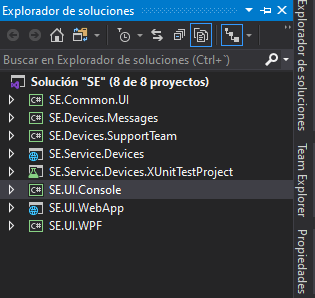 Explorador de soluciones
Buscar en Explorador de soluciones (Ctrl+`)
Solución "SE" (8 de 8 proyectos)
SE.Common.UI
SE.Devices.Messages
SE.Devices.SupportTeam
SE.Service.Devices
SE.Service.Devices.XUnitTestProject
SE.UI.Console
SE.UI.WebApp
SE.UI.WPF
Explorador de soluciones
Team Explorer
Propiedades